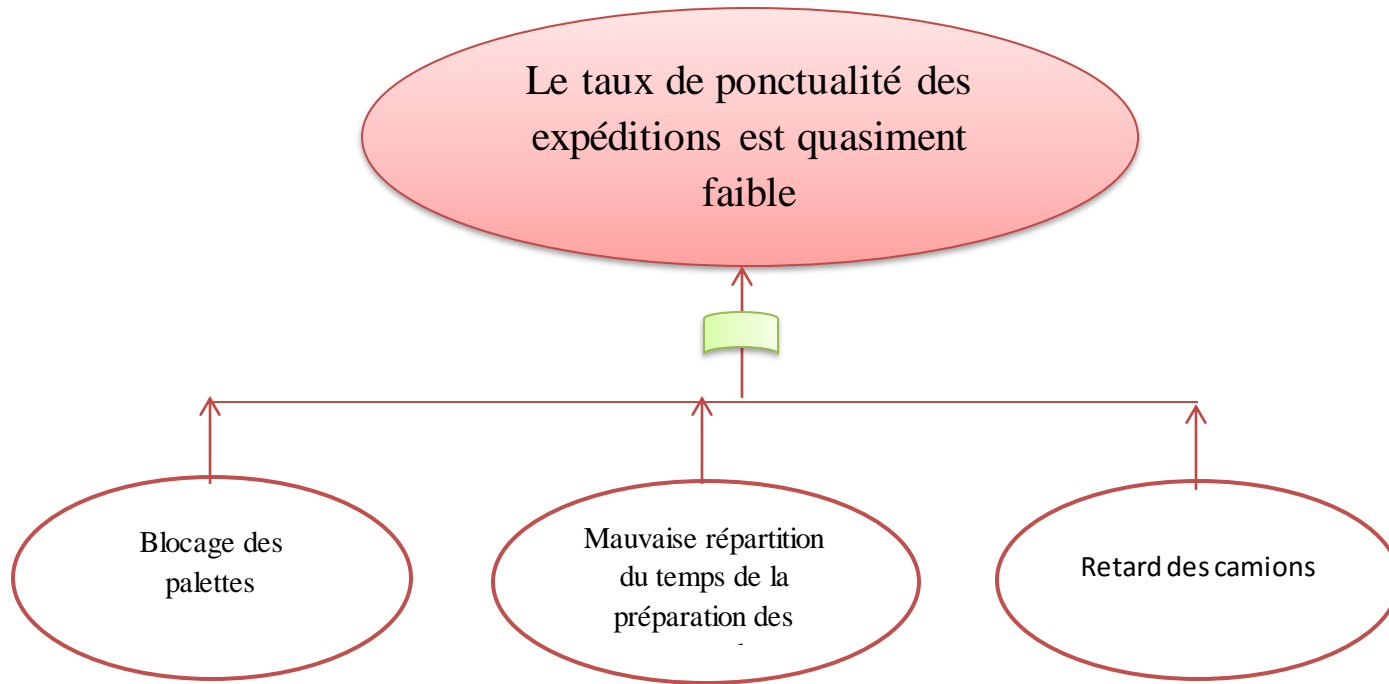 Le taux de ponctualité des
expéditions est quasiment
faible
Blocage des
palettes
Mauvaise répartition
du temps de la
préparation des
Retard des camions